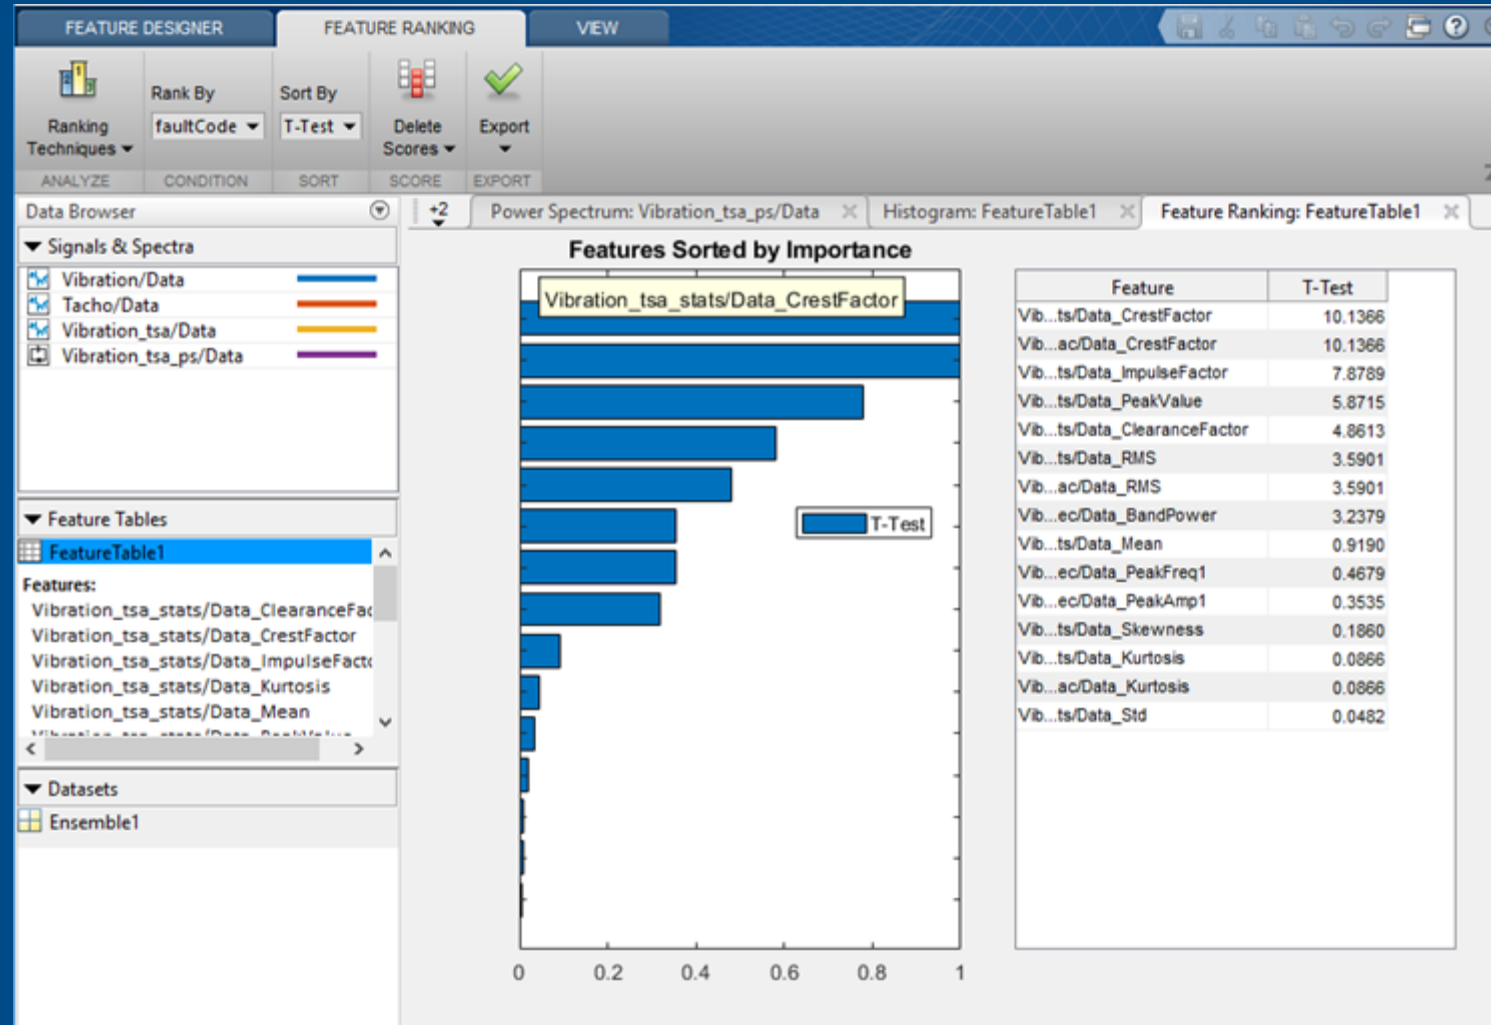 FEATURE DESIGNER
FEATURE RANKING
VIEW
Ranking
Techniques
Rank By
faultCode
Sort By
T-Test
Delete
Scores
Export
ANALYZE
CONDITION
SORT
SCORE
EXPORT
Data Browser
Signals & Spectra
Vibration/Data
Tacho/Data
Vibration_tsa/Data
Vibration_tsa_ps/Data
Feature Tables
FeatureTable1
Features:
Vibration_tsa_stats/Data_ClearanceFac
Vibration_tsa_stats/Data_CrestFactor
Vibration_tsa_stats/Data_ImpulseFacto
Vibration_tsa_stats/Data_Kurtosis
Vibration_tsa_stats/Data_Mean
Vibration_tsa_stats/Data_PeakValue
Datasets
Ensemble1
+2
Power Spectrum: Vibration_tsa_ps/Data
Histogram: FeatureTable1
Feature Ranking: FeatureTable1
Features Sorted by Importance
Vibration_tsa_stats/Data_CrestFactor
T-Test
0 0.2 0.4 0.6 0.8 1
Feature T-Test
Vib...ts/Data_CrestFactor 10.1366
Vib...ac/Data_CrestFactor 10.1366
Vib...ts/Data_ImpulseFactor 7.8789
Vib...ts/Data_PeakValue 5.8715
Vib...ts/Data_ClearanceFactor 4.8613
Vib...ts/Data_RMS 3.5901
Vib...ac/Data_RMS 3.5901
Vib...ec/Data_BandPower 3.2379
Vib...ts/Data_Mean 0.9190
Vib...ec/Data_PeakFreq1 0.4679
Vib...ec/Data_PeakAmp1 0.3535
Vib...ts/Data_Skewness 0.1860
Vib...ts/Data_Kurtosis 0.0866
Vib...ac/Data_Kurtosis 0.0866
Vib...ts/Data_Std 0.0482